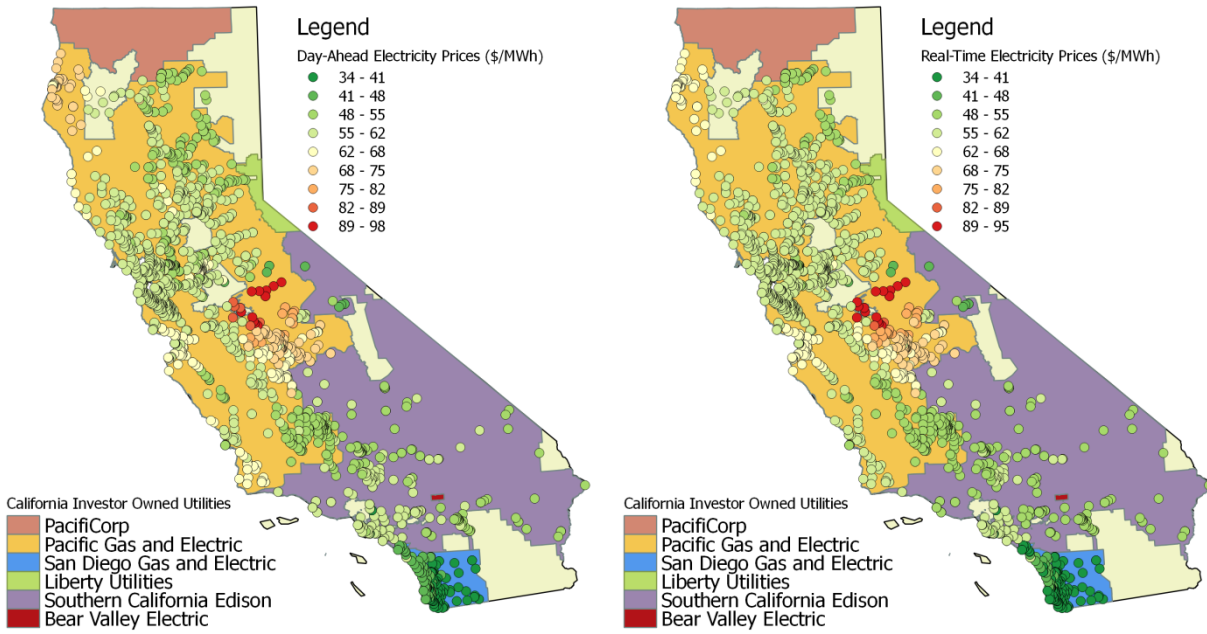 Legend
Day-Ahead Electricity Prices ($/MWh)
34 - 41
41 - 48
48 - 55
55 - 62
62 - 68
68 - 75
75 - 82
82 - 89
89 - 98
California Investor Owned Utilities
PacifiCorp
Pacific Gas and Electric
San Diego Gas and Electric
Liberty Utilities
Southern California Edison
Bear Valley Electric
Legend
Real-Time Electricity Prices ($/MWh)
34 - 41
41 - 48
48 - 55
55 - 62
62 - 68
68 - 75
75 - 82
82 - 89
89 - 95
California Investor Owned Utilities
PacifiCorp
Pacific Gas and Electric
San Diego Gas and Electric
Liberty Utilities
Southern California Edison
Bear Valley Electric